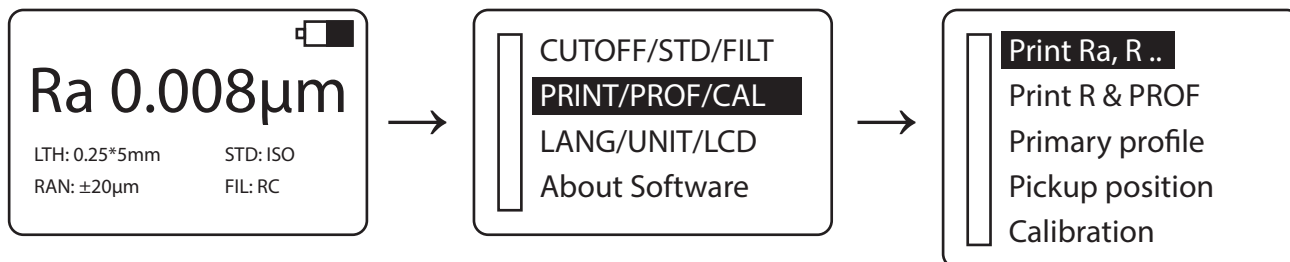 Ra 0.008µm
LTH: 0.25*5mm STD: ISO
RAN: ±20µm FIL: RC
CUTOFF/STD/FILT
PRINT/PROF/CAL
LANG/UNIT/LCD
About Software
Print Ra, R ..
Print R & PROF
Primary profile
Pickup position
Calibration